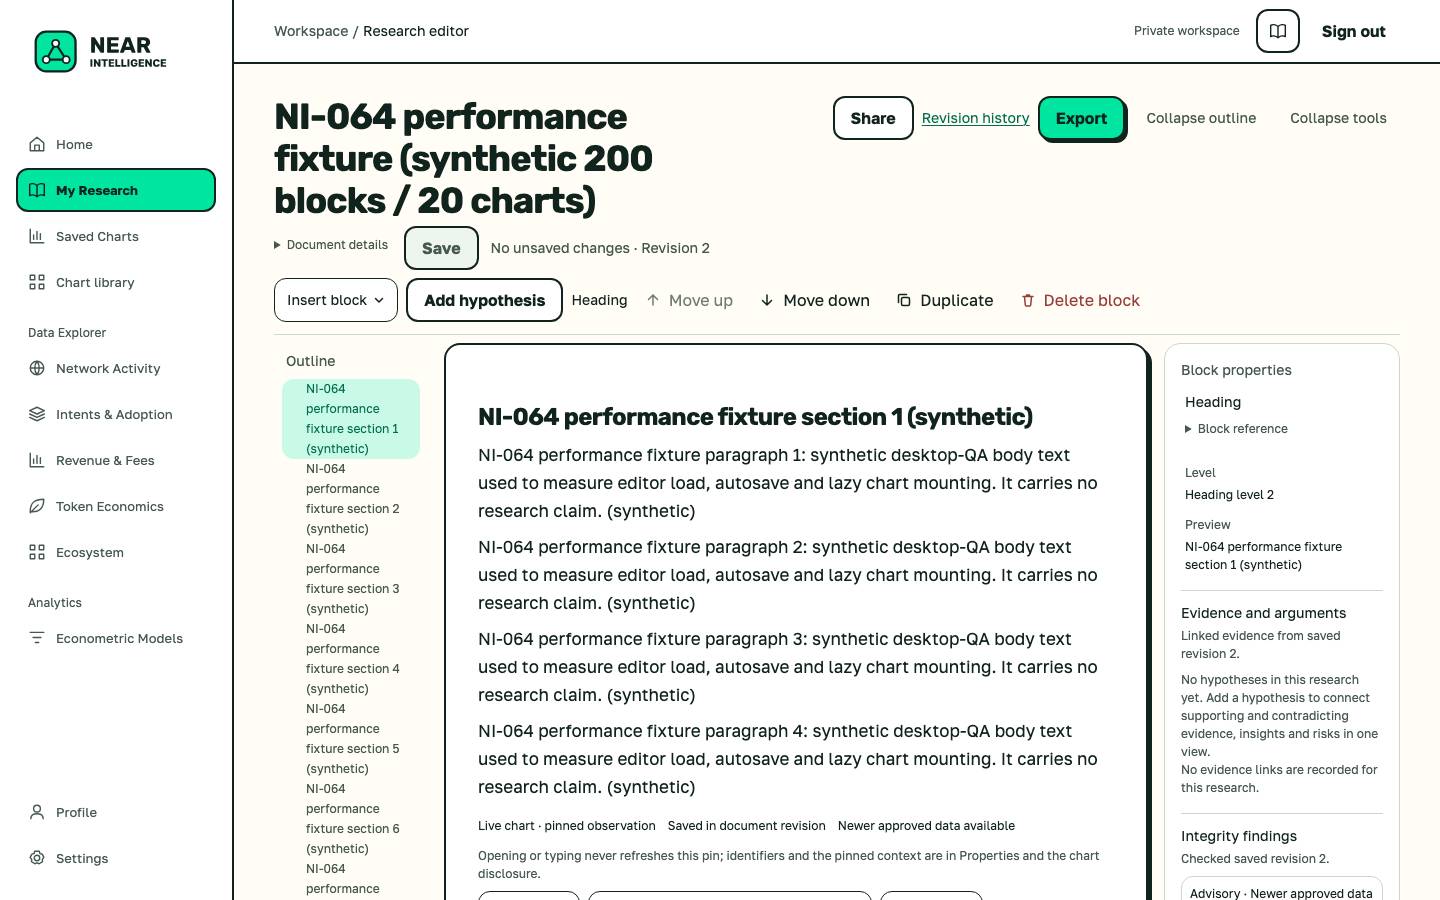 NEAR
INTELLIGENCE
Home
My Research
Saved Charts
Chart library
Data Explorer
Network Activity
Intents & Adoption
Revenue & Fees
Token Economics
Ecosystem
Analytics
Econometric Models
Profile
Settings
Workspace / Research editor
Private workspace
Sign out
NI-064 performance
fixture (synthetic 200
blocks / 20 charts)
Share
Revision history
Export
Collapse outline
Collapse tools
Document details
Save
No unsaved changes · Revision 2
Insert block
Add hypothesis
Heading
Move up
Move down
Duplicate
Delete block
Outline
NI-064
performance
fixture section 1
(synthetic)
NI-064
performance
fixture section 2
(synthetic)
NI-064
performance
fixture section 3
(synthetic)
NI-064
performance
fixture section 4
(synthetic)
NI-064
performance
fixture section 5
(synthetic)
NI-064
performance
fixture section 6
(synthetic)
NI-064
performance
NI-064 performance fixture section 1 (synthetic)
NI-064 performance fixture paragraph 1: synthetic desktop-QA body text
used to measure editor load, autosave and lazy chart mounting. It carries no
research claim. (synthetic)
NI-064 performance fixture paragraph 2: synthetic desktop-QA body text
used to measure editor load, autosave and lazy chart mounting. It carries no
research claim. (synthetic)
NI-064 performance fixture paragraph 3: synthetic desktop-QA body text
used to measure editor load, autosave and lazy chart mounting. It carries no
research claim. (synthetic)
NI-064 performance fixture paragraph 4: synthetic desktop-QA body text
used to measure editor load, autosave and lazy chart mounting. It carries no
research claim. (synthetic)
Live chart · pinned observation Saved in document revision Newer approved data available
Opening or typing never refreshes this pin; identifiers and the pinned context are in Properties and the chart
disclosure.
Block properties
Heading
Block reference
Level
Heading level 2
Preview
NI-064 performance fixture
section 1 (synthetic)
Evidence and arguments
Linked evidence from saved
revision 2.
No hypotheses in this research
yet. Add a hypothesis to connect
supporting and contradicting
evidence, insights and risks in one
view.
No evidence links are recorded for
this research.
Integrity findings
Checked saved revision 2.
Advisory · Newer approved data